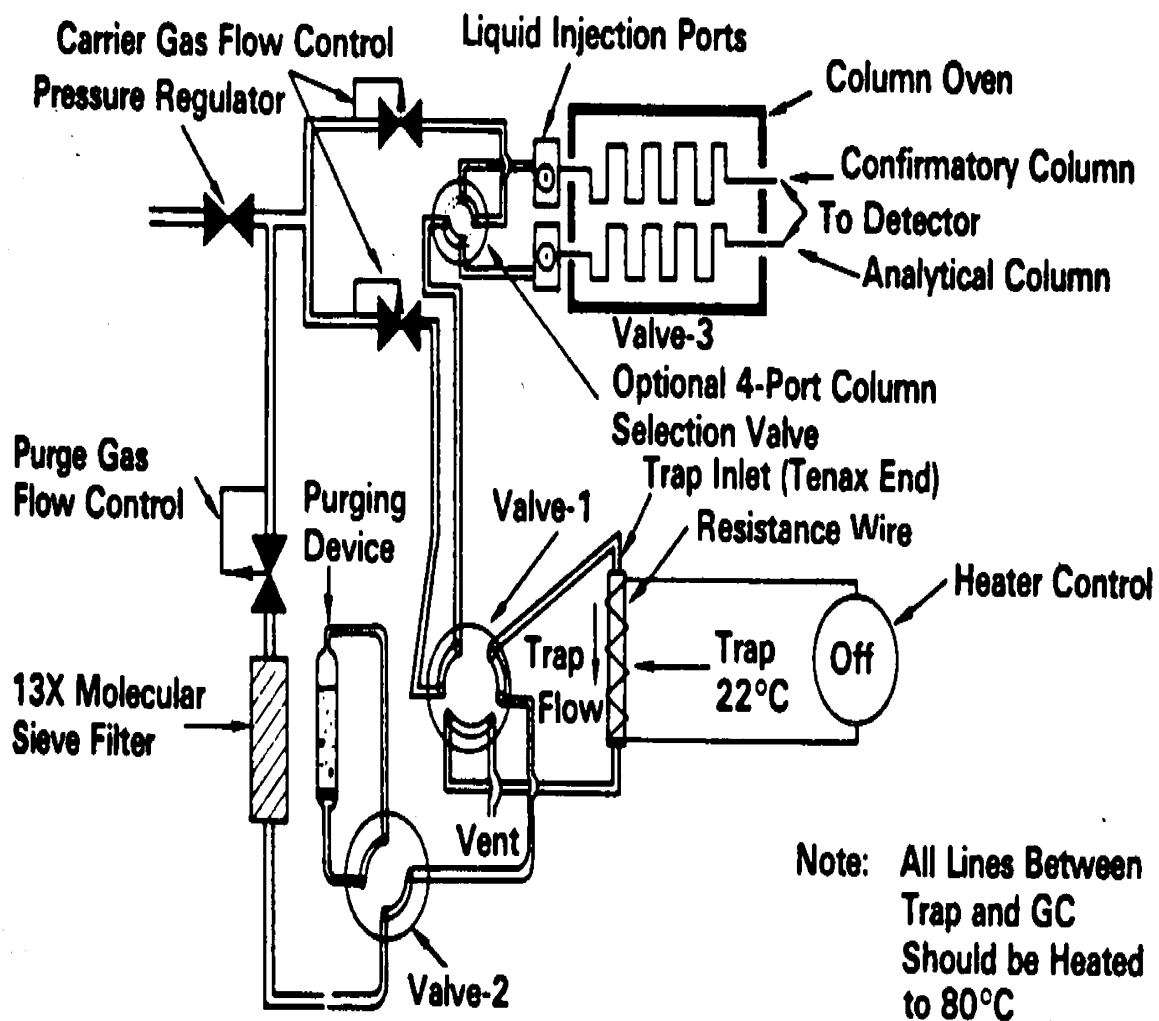 Carrier Gas Flow Control
Pressure Regulator
Liquid Injection Ports
Column Oven
Confirmatory Column
To Detector
Analytical Column
Valve-3
Optional 4-Port Column
Selection Valve
Purge Gas
Flow Control
Purging
Device
Valve-1
Trap Inlet (Tenax End)
Resistance Wire
Heater Control
Off
Trap
22°C
Trap
Flow
13X Molecular
Sieve Filter
Vent
Valve-2
Note: All Lines Between
Trap and GC
Should be Heated
to 80°C